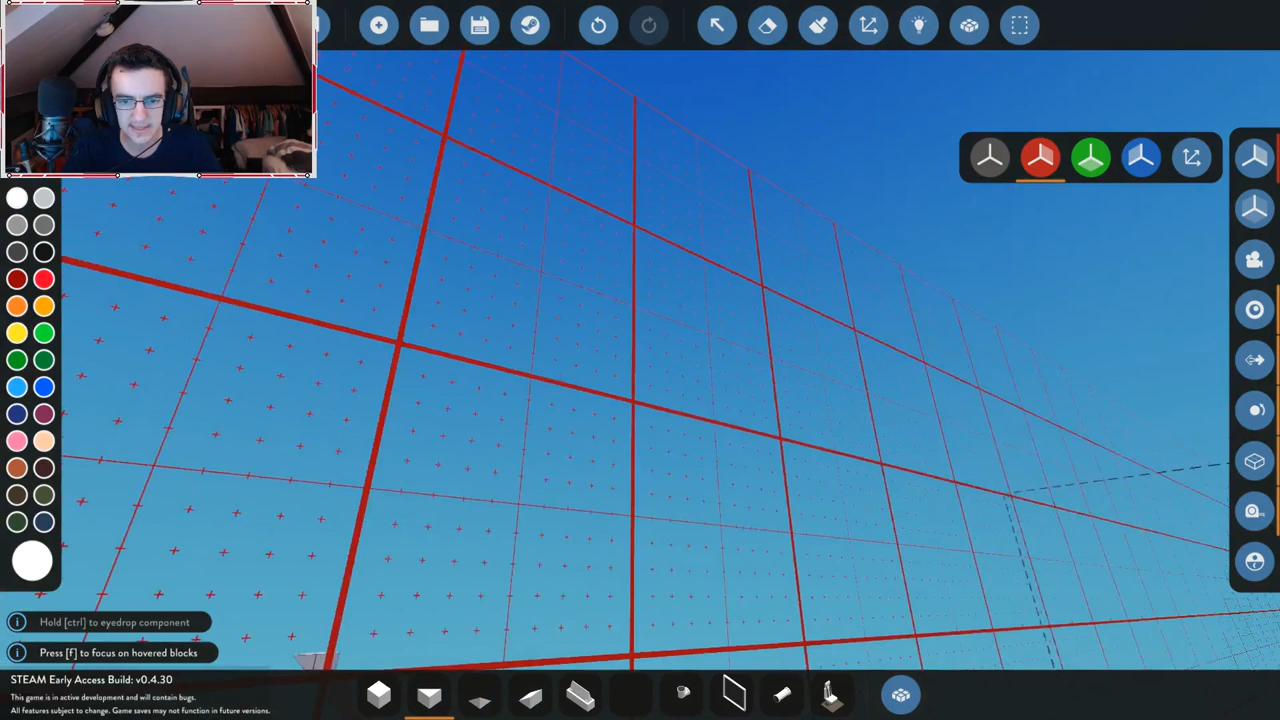 Hold [ctrl] to eyedrop component
Press [f] to focus on hovered blocks
STEAM Early Access Build: v0.4.30
This game is in active development and will contain bugs.
All features subject to change. Game saves may not function in future versions.